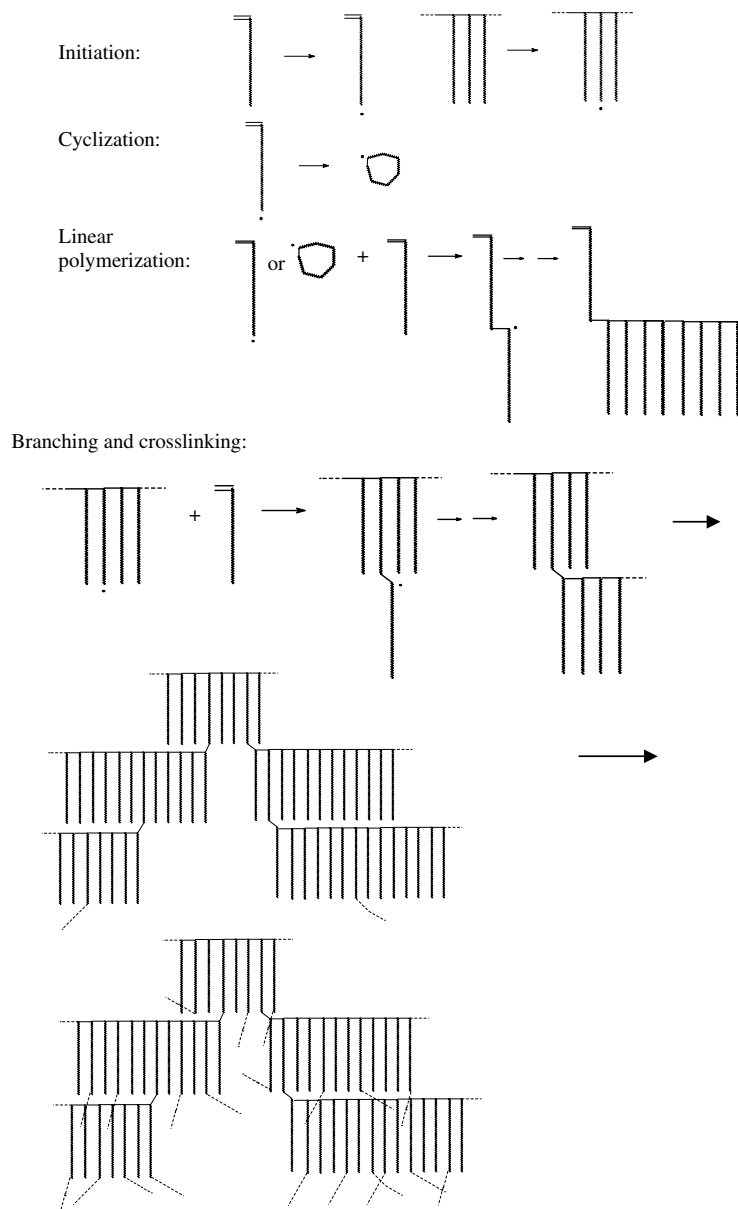 Initiation:
Cyclization:
Linear
polymerization:
or
+
Branching and crosslinking:
+